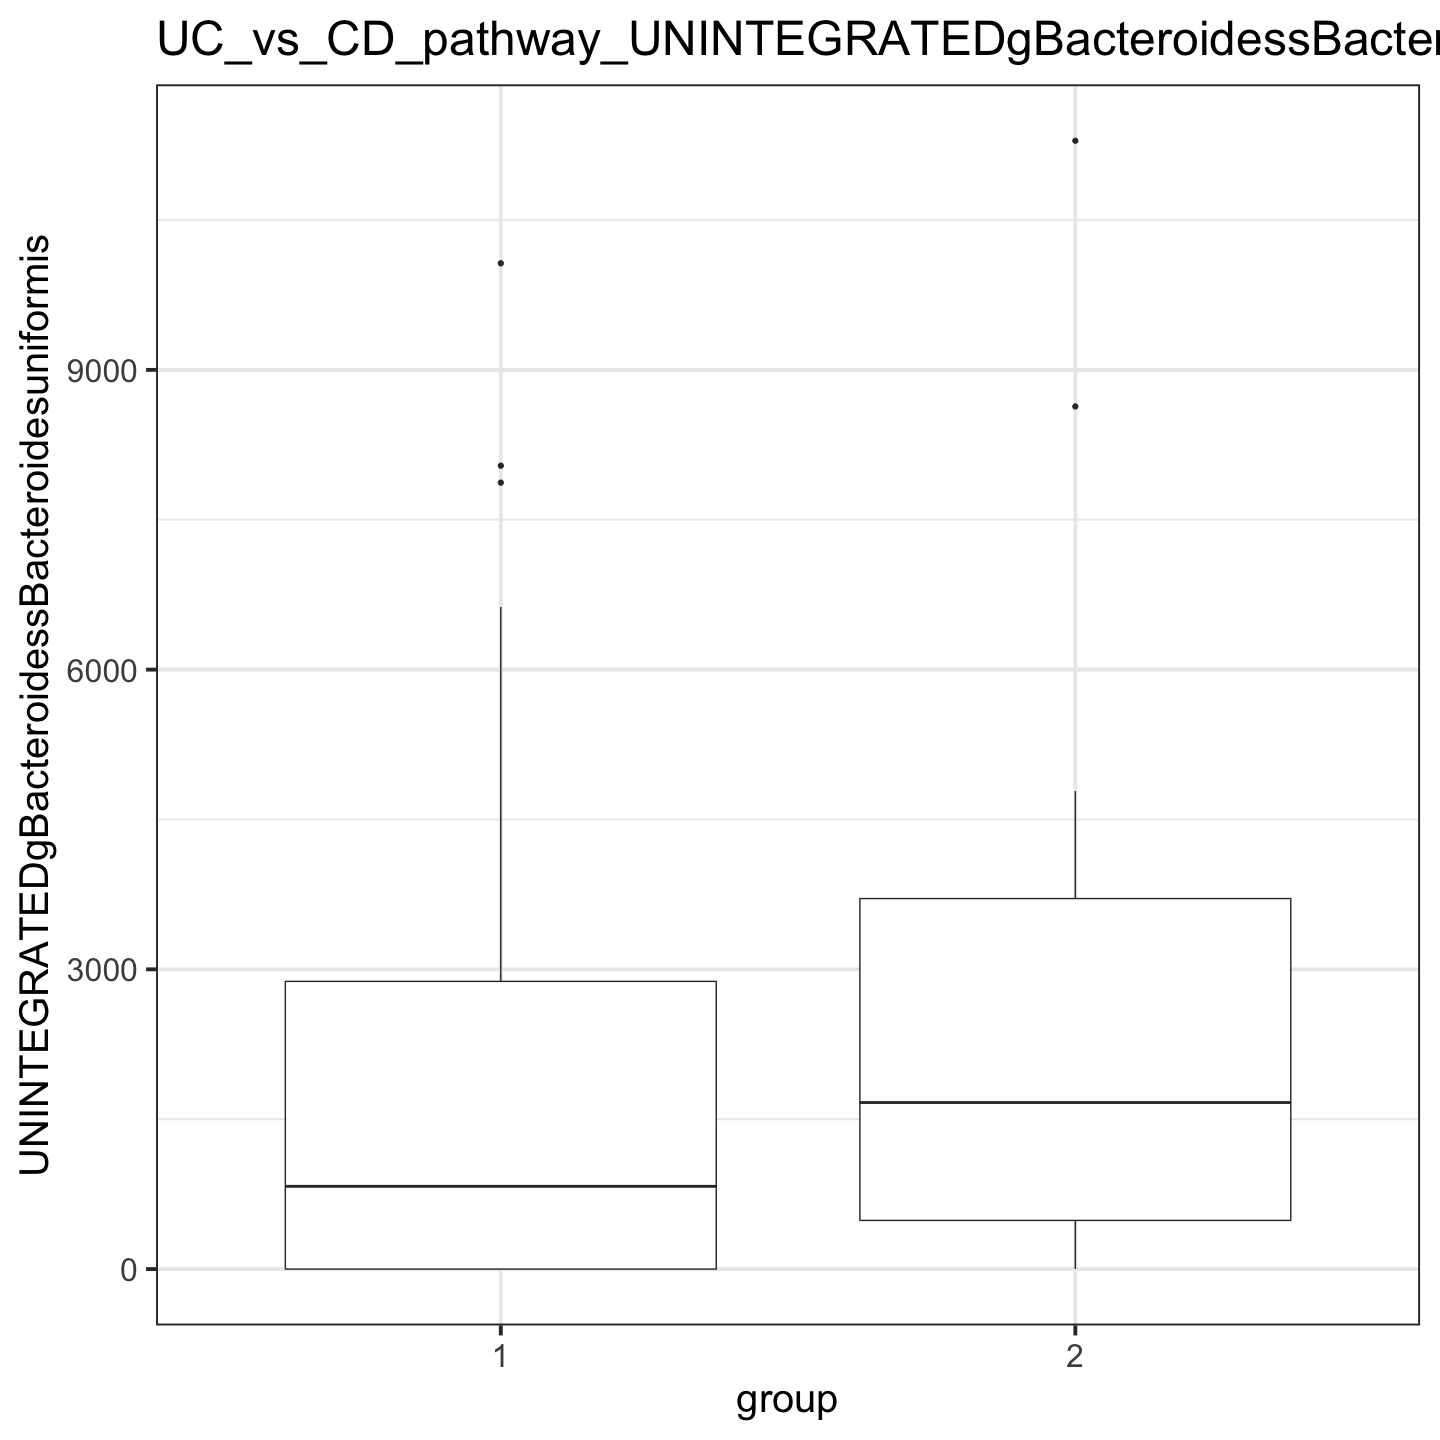 UC_vs_CD_pathway_UNINTEGRATEDgBacteroidessBacter
UNINTEGRATEDgBacteroidessBacteroidesuniformis
9000
6000
3000
0
1
2
group